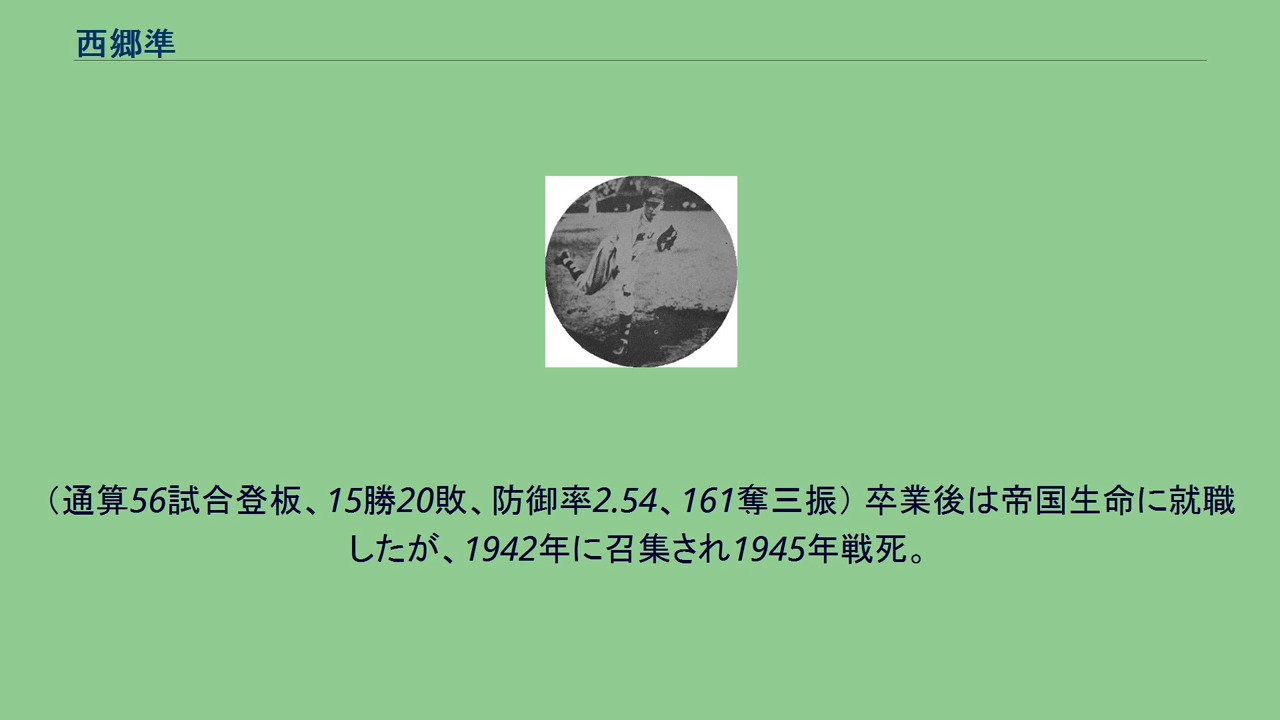 西郷準
（通算56試合登板、15勝20敗、防御率2.54、161奪三振）卒業後は帝国生命に就職
したが、1942年に召集され1945年戦死。